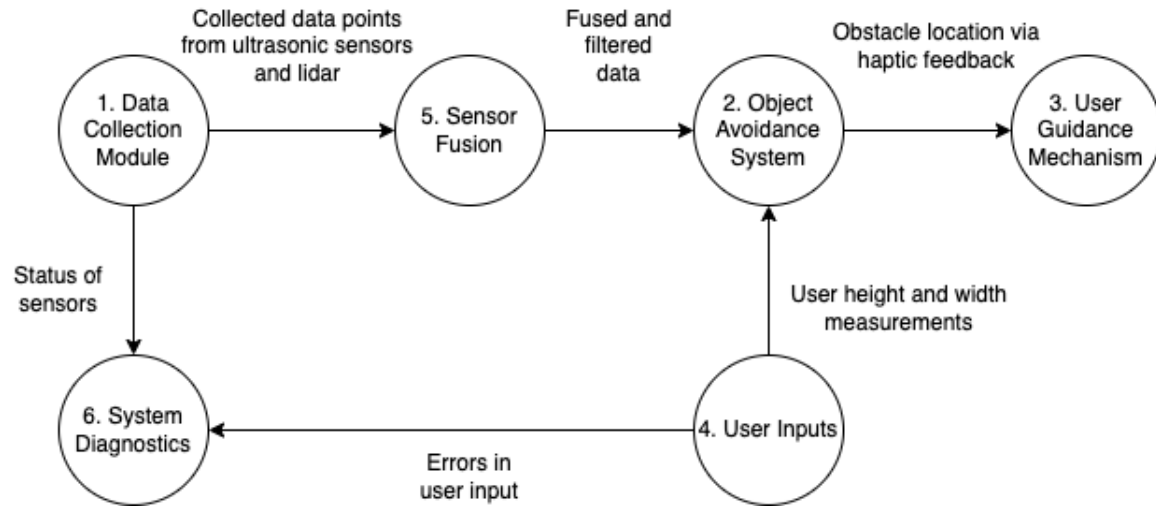 Collected data points
from ultrasonic sensors
and lidar
Fused and
filtered
data
Obstacle location via
haptic feedback
1. Data
Collection
Module
5. Sensor
Fusion
2. Object
Avoidance
System
3. User
Guidance
Mechanism
Status of
sensors
User height and width
measurements
6. System
Diagnostics
4. User Inputs
Errors in
user input